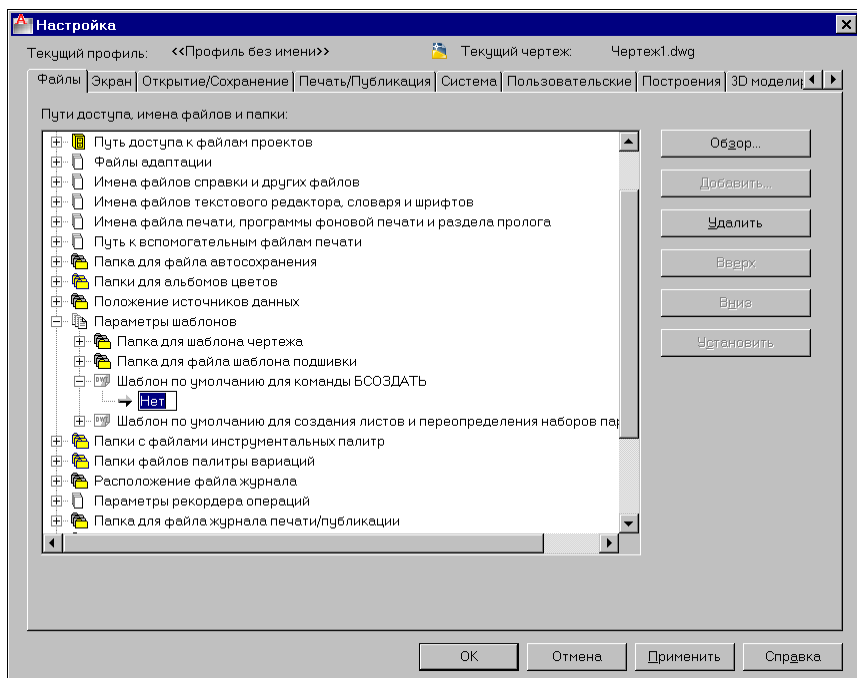 Настройка
Текущий профиль: <<Профиль без имени>> Текущий чертеж: Чертеж1.dwg
Файлы Экран Открытие/Сохранение Печать/Публикация Система Пользовательские Построения 3D моделир
Пути доступа, имена файлов и папки:
Путь доступа к файлам проектов
Файлы адаптации
Имена файлов справки и других файлов
Имена файлов текстового редактора, словаря и шрифтов
Имена файла печати, программы фоновой печати и раздела пролога
Путь к вспомогательным файлам печати
Папка для файла автосохранения
Папки для альбомов цветов
Положение источников данных
Параметры шаблонов
Папка для шаблона чертежа
Папка для файла шаблона подшивки
Шаблон по умолчанию для команды БСОЗДАТЬ
Нет
Шаблон по умолчанию для создания листов и переопределения наборов пар
Папки с файлами инструментальных палитр
Папки файлов палитры вариаций
Расположение файла журнала
Параметры рекордера операций
Папка для файла журнала печати/публикации
Обзор...
Добавить...
Удалить
Вверх
Вниз
Установить
OK Отмена Применить Справка